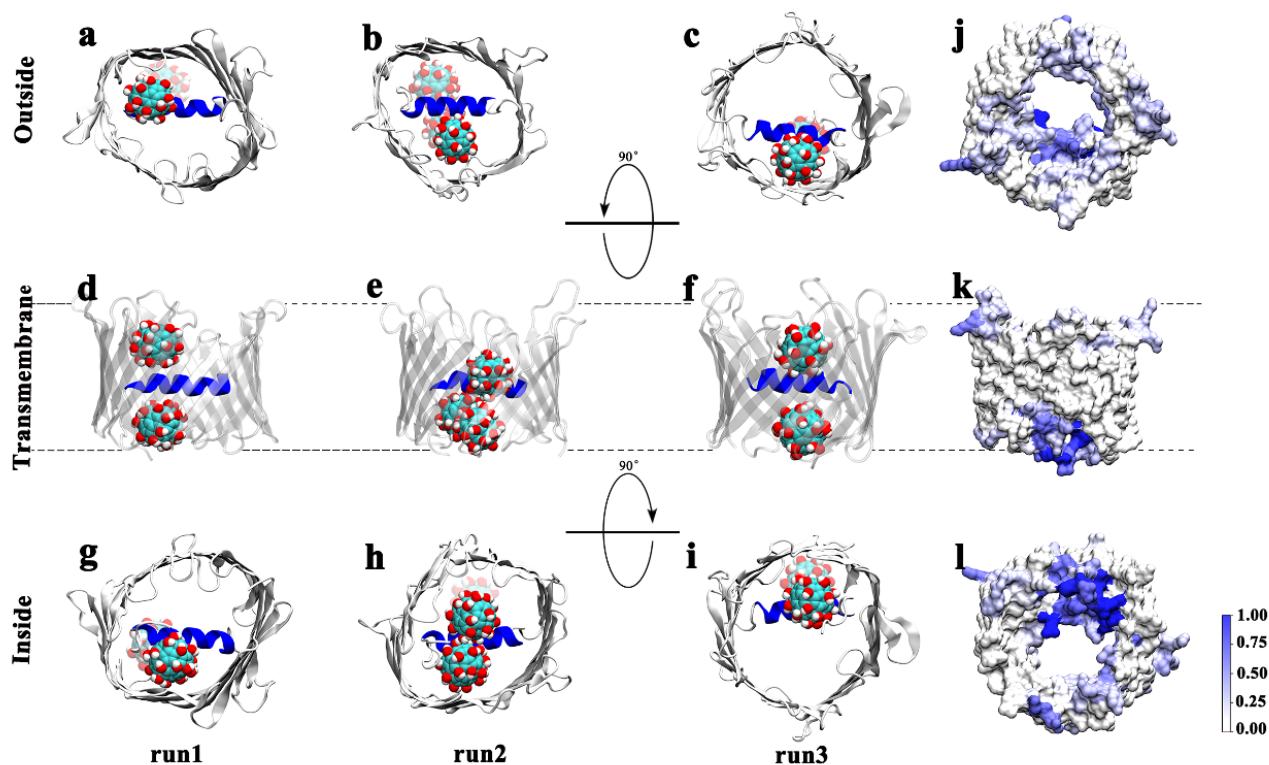 a
b
c
j
Outside
90°
d
e
f
k
Transmembrane
90°
g
h
i
l
Inside
1.00
0.75
0.50
0.25
0.00
run1
run2
run3